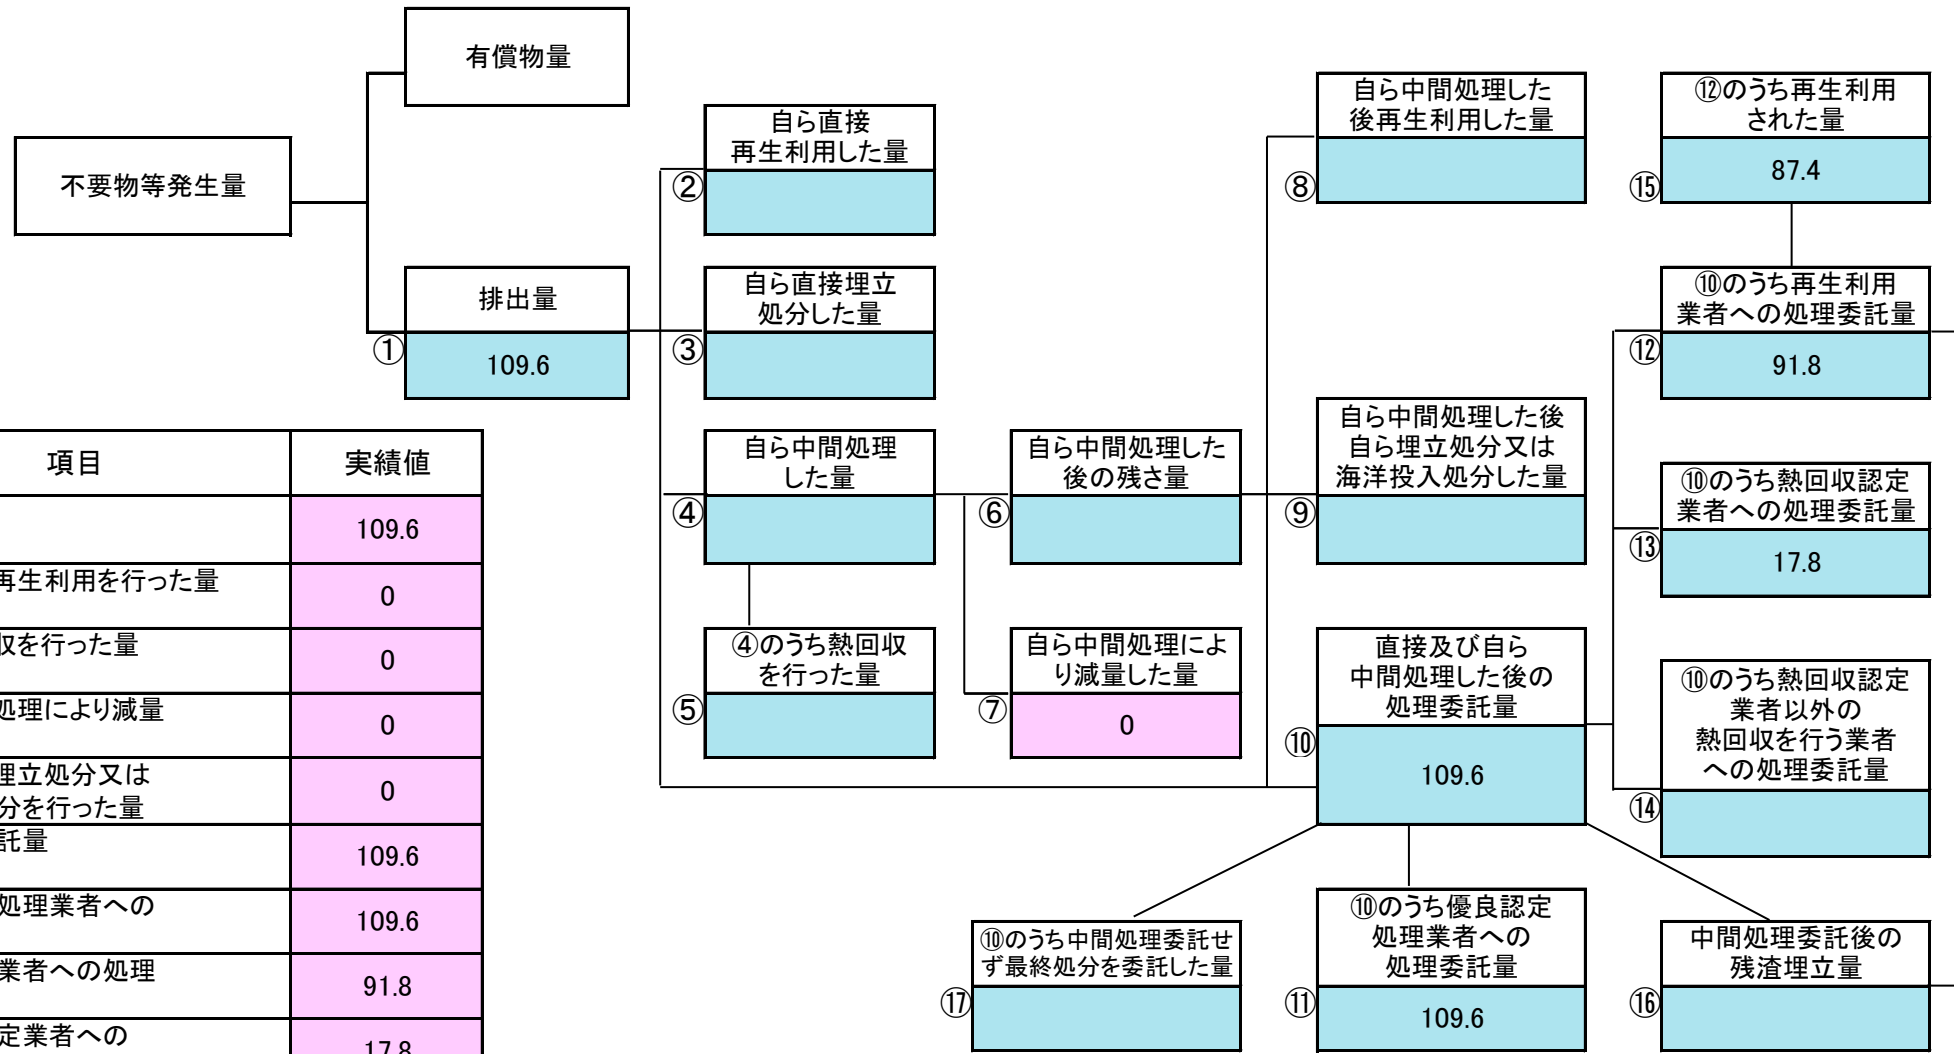 有償物量
不要物等発生量
排出量
①
109.6
自ら直接
再生利用した量
②
自ら直接埋立
処分した量
③
自ら中間処理
した量
④
④のうち熱回収
を行った量
⑤
自ら中間処理した
後の残さ量
⑥
自ら中間処理によ
り減量した量
⑦
0
自ら中間処理した
後再生利用した量
⑧
自ら中間処理した後
自ら埋立処分又は
海洋投入処分した量
⑨
直接及び自ら
中間処理した後の
処理委託量
⑩
109.6
⑫のうち再生利用
された量
⑮
87.4
⑩のうち再生利用
業者への処理委託量
⑫
91.8
⑩のうち熱回収認定
業者への処理委託量
⑬
17.8
⑩のうち熱回収認定
業者以外の
熱回収を行う業者
への処理委託量
⑭
⑩のうち中間処理委託せ
ず最終処分を委託した量
⑰
⑩のうち優良認定
処理業者への
処理委託量
⑪
109.6
中間処理委託後の
残渣埋立量
⑯
項目 実績値
109.6
再生利用を行った量
0
収を行った量
0
処理により減量
0
埋立処分又は
分を行った量
0
託量
109.6
処理業者への
109.6
業者への処理
91.8
定業者への
17.8